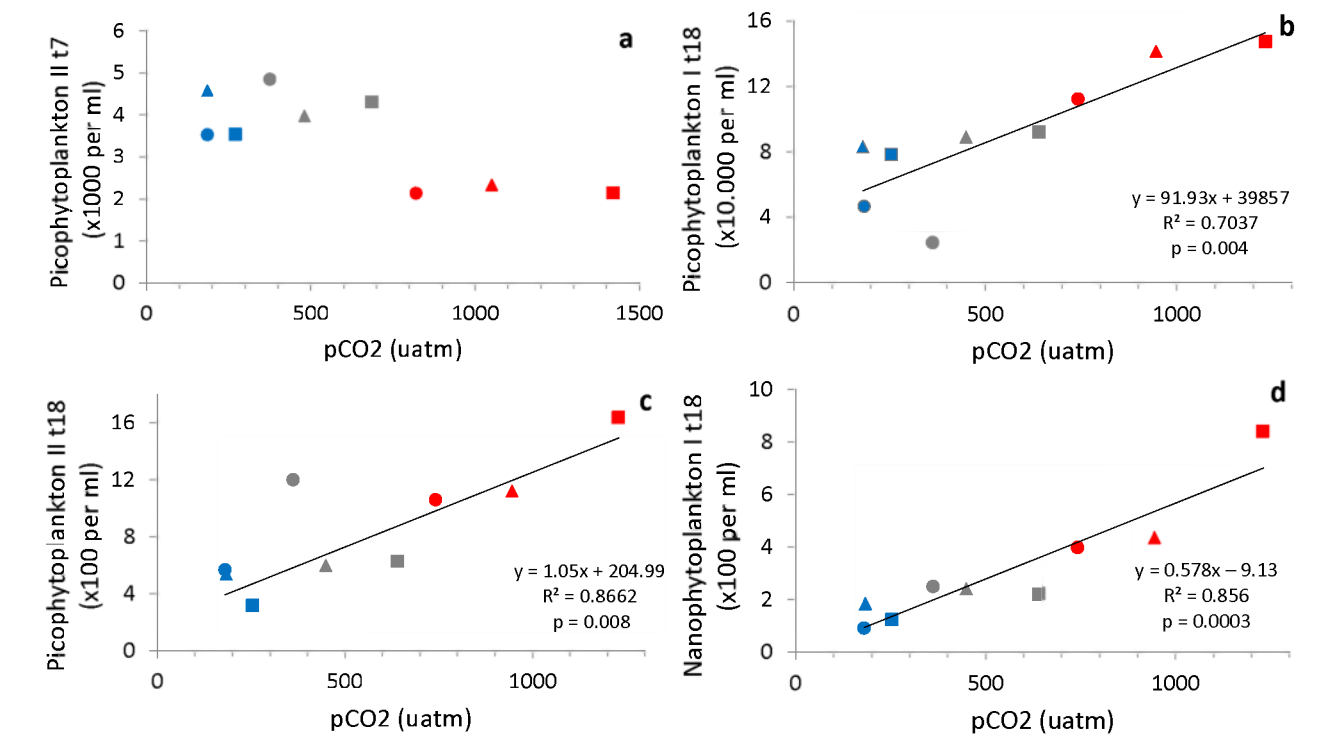 a
Picophytoplankton II t7
(x1000 per ml)
6
5
4
3
2
1
0
0 500 1000 1500
pCO2 (uatm)
b
Picophytoplankton I t18
(x10.000 per ml)
16
12
8
4
0
y = 91.93x + 39857
R² = 0.7037
p = 0.004
0 500 1000
pCO2 (uatm)
c
Picophytoplankton II t18
(x100 per ml)
16
12
8
4
0
y = 1.05x + 204.99
R² = 0.8662
p = 0.008
0 500 1000
pCO2 (uatm)
d
Nanophytoplankton I t18
(x100 per ml)
10
8
6
4
2
0
y = 0.578x – 9.13
R² = 0.856
p = 0.0003
0 500 1000
pCO2 (uatm)